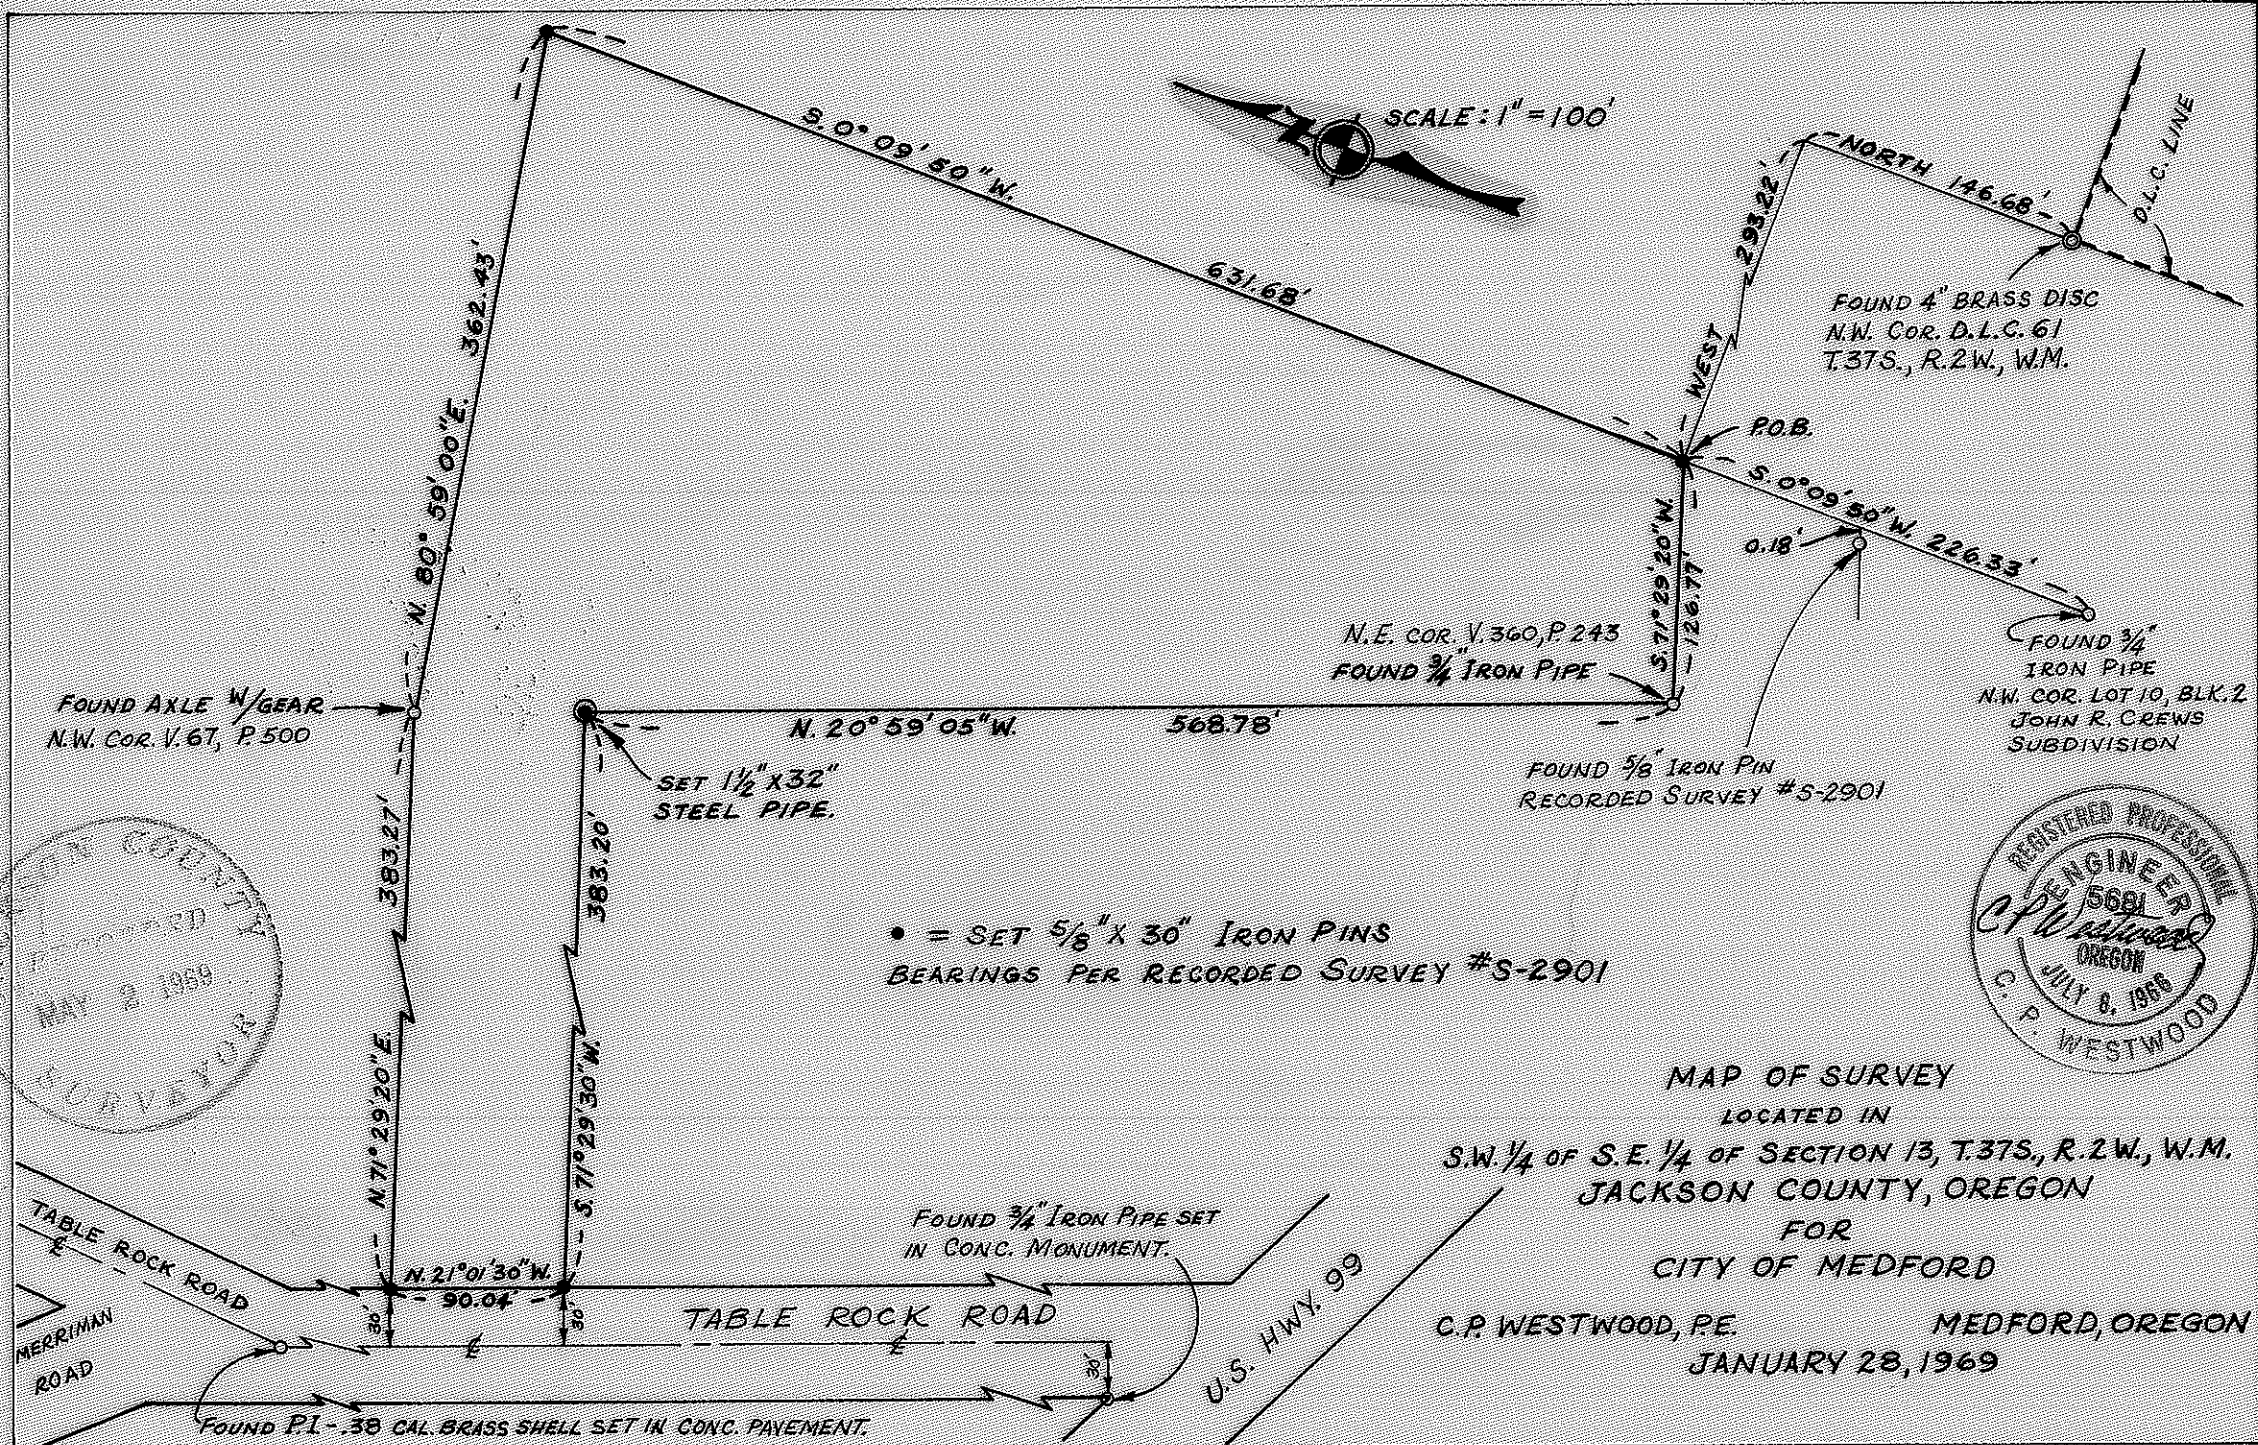 SCALE: 1" = 100'
N
S. 0° 09' 50" W.
631.68'
362.43'
N. 80° 59' 00" E.
NORTH 146.68'
D.L.C. LINE
WEST 293.22'
FOUND 4" BRASS DISC
N.W. COR. D.L.C. 61
T.37S., R.2W., W.M.
P.O.B.
S. 0° 09' 50" W. 226.33'
0.18'
S. 71° 29' 20" W.
126.77'
N.E. COR. V. 360, P. 243
FOUND 3/4" IRON PIPE
FOUND 3/4"
IRON PIPE
N.W. COR. LOT 10, BLK. 2
JOHN R. CREWS
SUBDIVISION
FOUND AXLE W/GEAR
N.W. COR. V. 67, P. 500
N. 20° 59' 05" W. 568.78'
SET 1 1/2" X 32"
STEEL PIPE.
FOUND 5/8" IRON PIN
RECORDED SURVEY #S-2901
383.27'
383.20'
N. 71° 29' 20" E.
S. 71° 29' 30" W.
• = SET 5/8" X 30" IRON PINS
BEARINGS PER RECORDED SURVEY #S-2901
COUNTY
MAY 2 1969
SURVEYOR
REGISTERED PROFESSIONAL
ENGINEER
5681
C P Westwood
OREGON
JULY 8, 1966
C. P. WESTWOOD
MAP OF SURVEY
LOCATED IN
S.W. 1/4 OF S.E. 1/4 OF SECTION 13, T.37S., R.2W., W.M.
JACKSON COUNTY, OREGON
FOR
CITY OF MEDFORD
C.P. WESTWOOD, P.E. MEDFORD, OREGON
JANUARY 28, 1969
FOUND 3/4" IRON PIPE SET
IN CONC. MONUMENT.
TABLE ROCK ROAD
℄
N. 21° 01' 30" W.
90.04'
30'
30'
TABLE ROCK ROAD
℄
℄
30'
U.S. HWY. 99
MERRIMAN
ROAD
FOUND P.I. - .38 CAL. BRASS SHELL SET IN CONC. PAVEMENT.